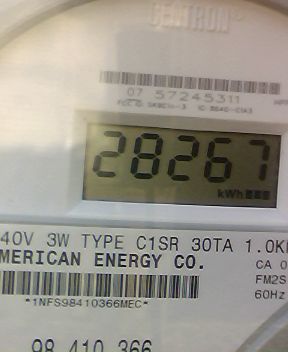 CENTRON
07 57245311
28267
kWh
40V 3W TYPE C1SR 30TA 1.0K
MERICAN ENERGY CO.
CA 0
FM2S
60Hz
*1NFS98410366MEC*
98 410 366